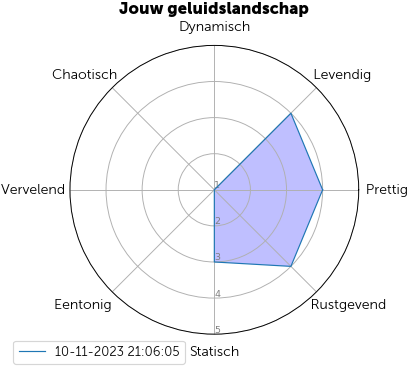 Jouw geluidslandschap
Dynamisch
Chaotisch
Levendig
Vervelend
Prettig
1
2
3
4
5
Eentonig
Rustgevend
10-11-2023 21:06:05
Statisch